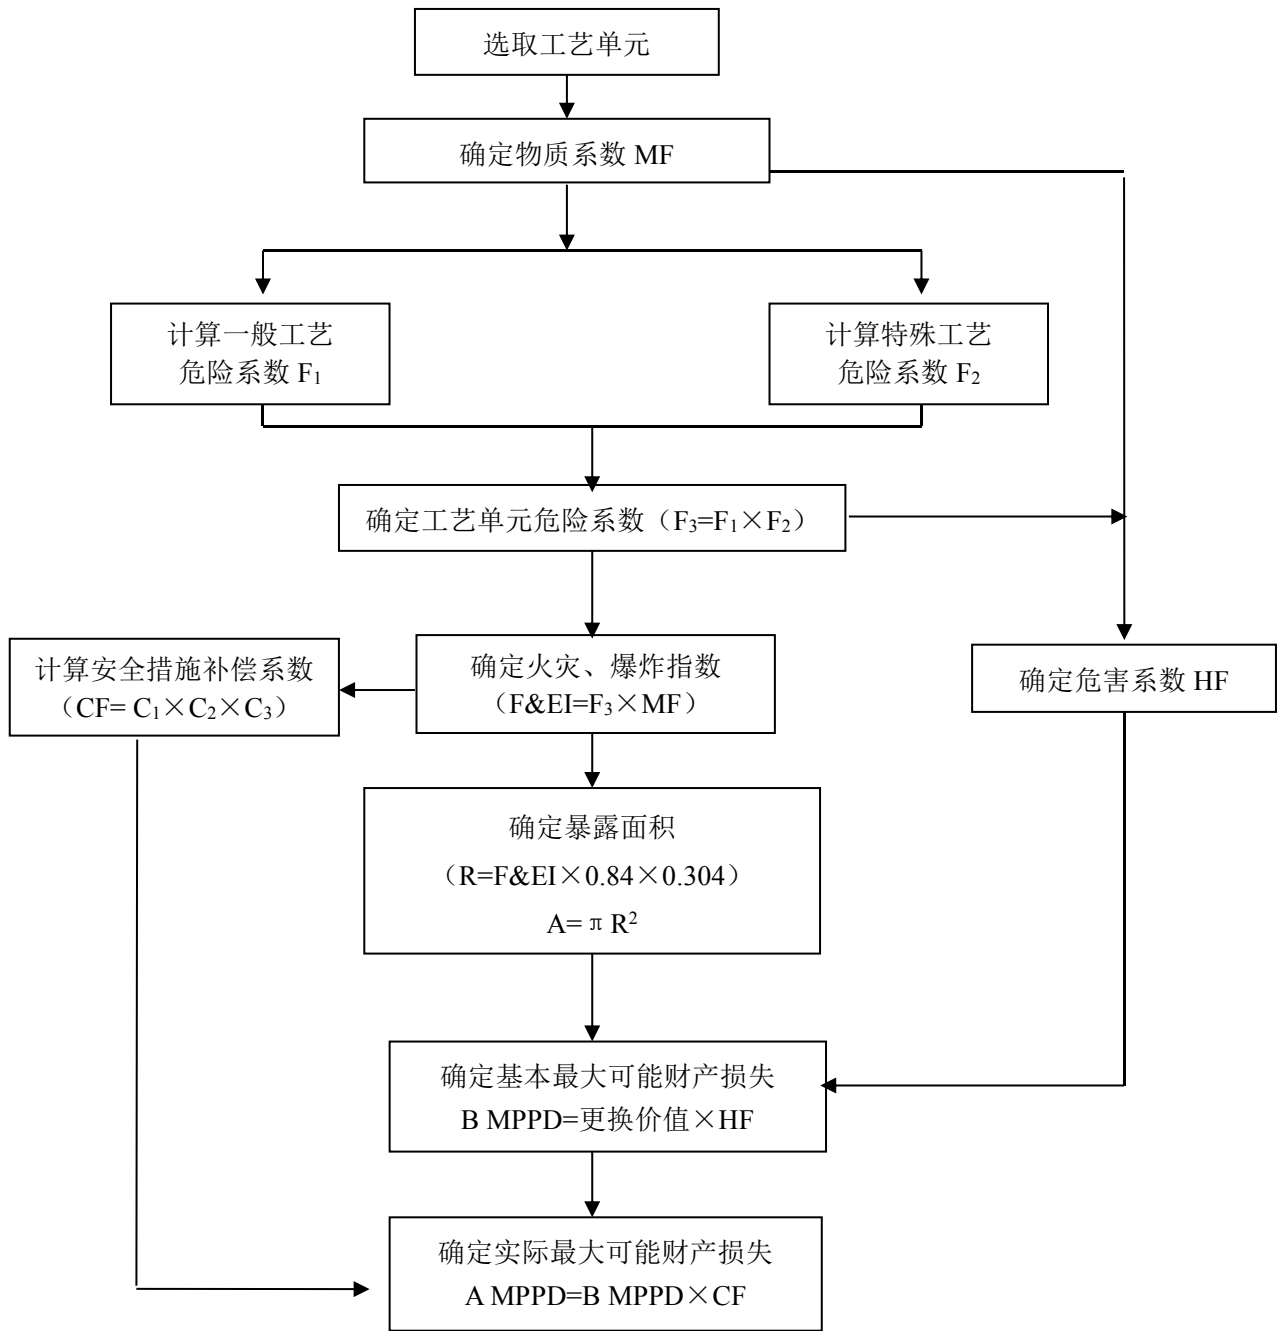 选取工艺单元
确定物质系数 MF
计算一般工艺
危险系数 F₁
计算特殊工艺
危险系数 F₂
确定工艺单元危险系数（F₃=F₁×F₂）
计算安全措施补偿系数
（CF= C₁×C₂×C₃）
确定火灾、爆炸指数
（F&EI=F₃×MF）
确定危害系数 HF
确定暴露面积
（R=F&EI×0.84×0.304）
A=π R²
确定基本最大可能财产损失
B MPPD=更换价值×HF
确定实际最大可能财产损失
A MPPD=B MPPD×CF